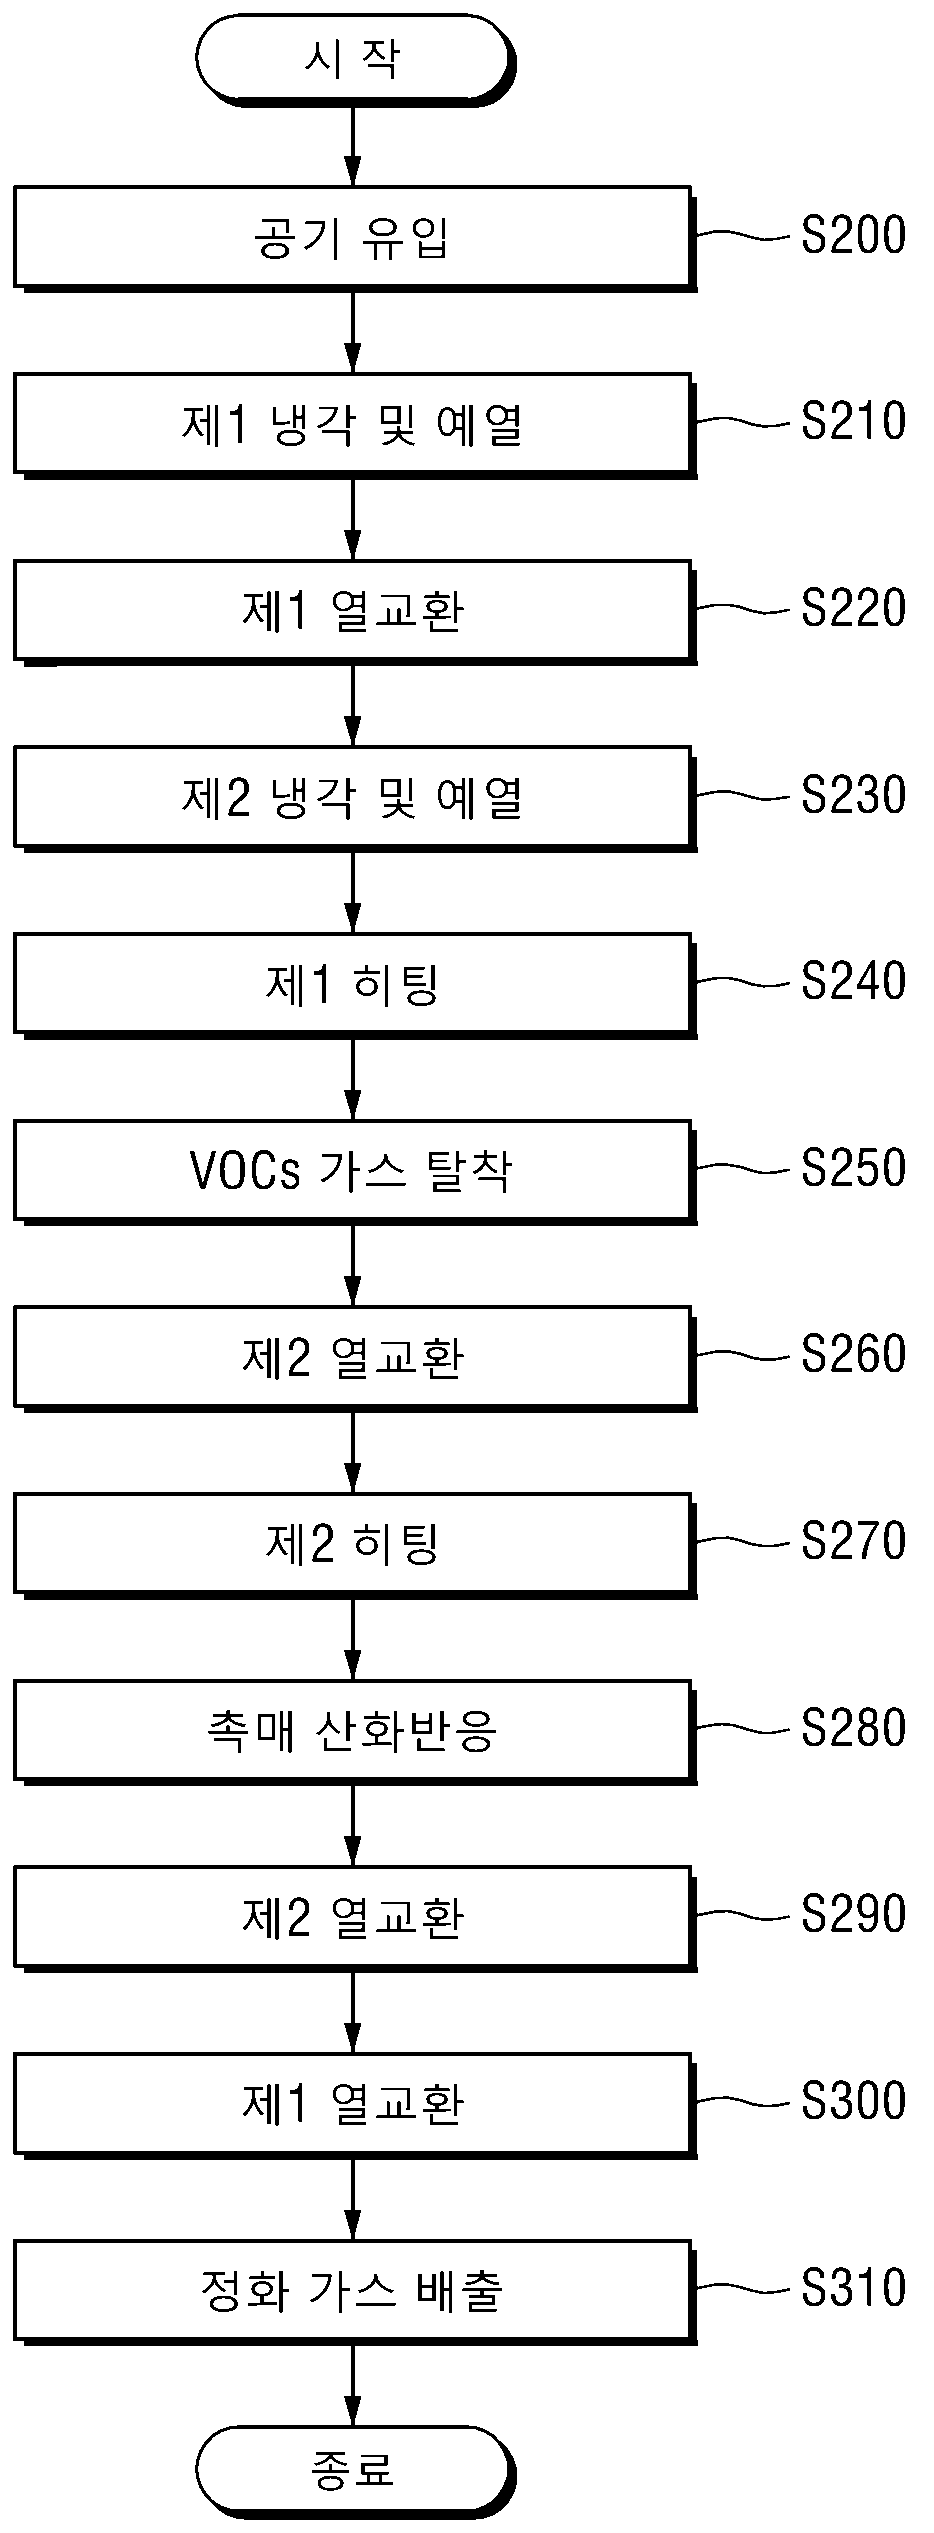 시 작
공기 유입 S200
제1 냉각 및 예열 S210
제1 열교환 S220
제2 냉각 및 예열 S230
제1 히팅 S240
VOCs 가스 탈착 S250
제2 열교환 S260
제2 히팅 S270
촉매 산화반응 S280
제2 열교환 S290
제1 열교환 S300
정화 가스 배출 S310
종료